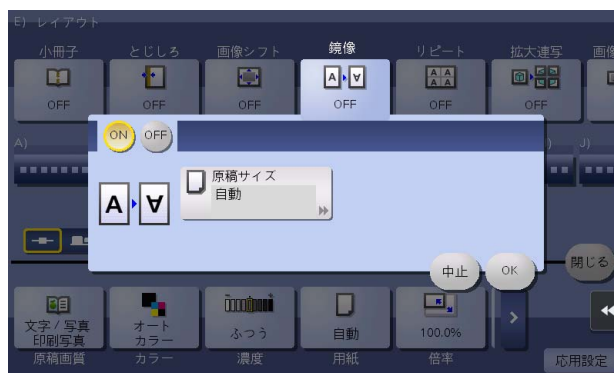 E) レイアウト
小冊子 とじしろ 画像シフト 鏡像 リピート 拡大連写 画像
OFF OFF OFF OFF OFF OFF
A) J)
ON OFF
原稿サイズ
自動
A A
中止 OK
閉じる
文字/写真
印刷写真 オート
カラー ふつう 自動 100.0%
原稿画質 カラー 濃度 用紙 倍率 応用設定